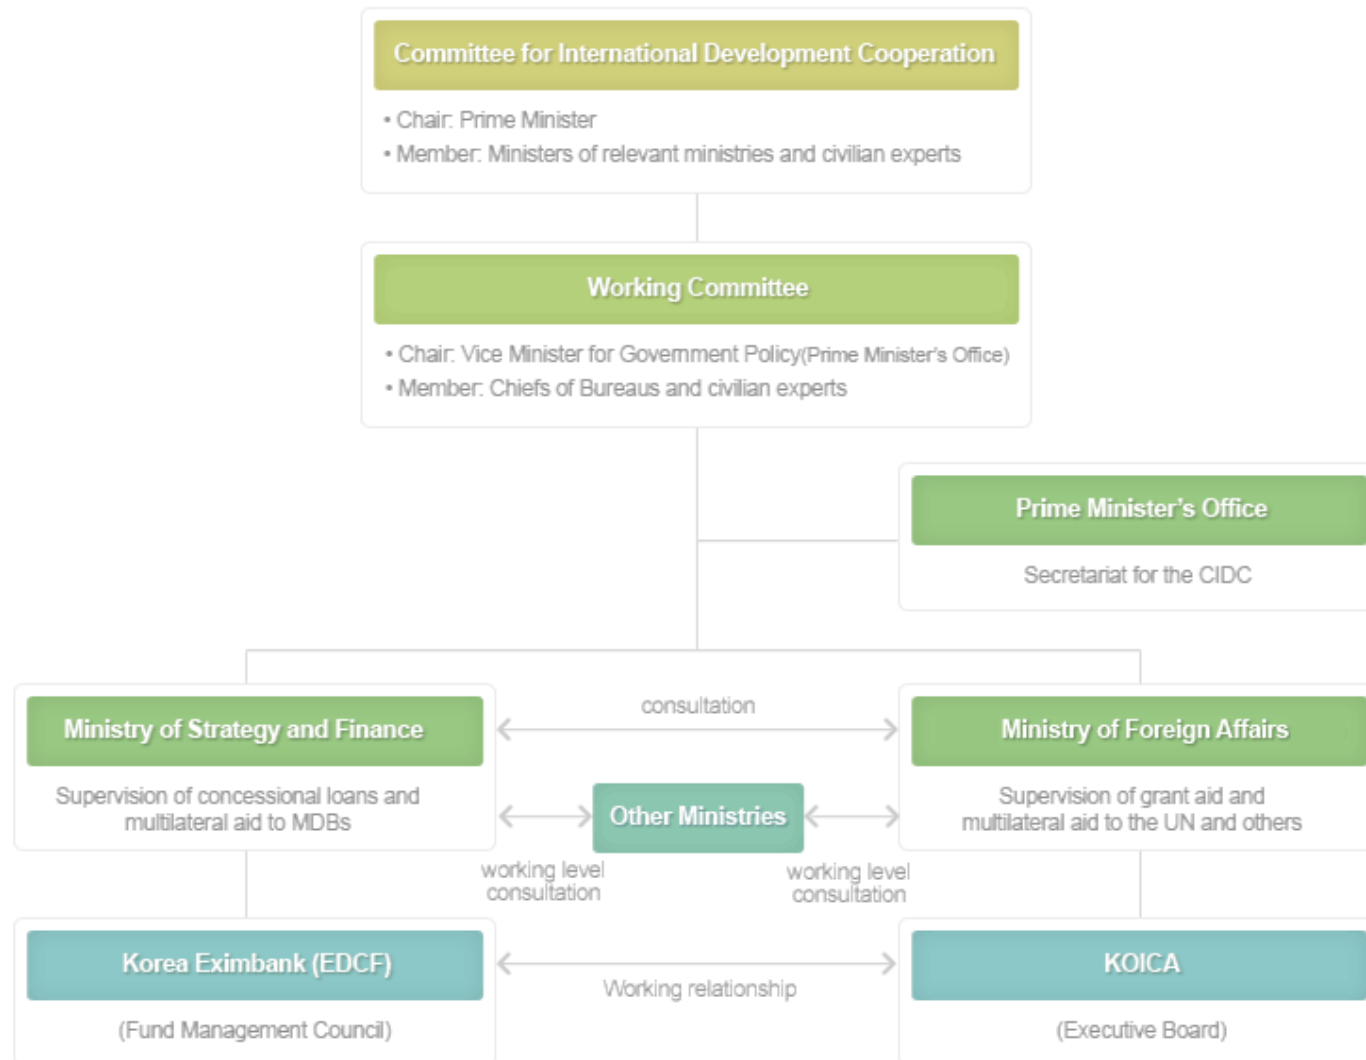 Committee for International Development Cooperation
• Chair: Prime Minister
• Member: Ministers of relevant ministries and civilian experts
Working Committee
• Chair: Vice Minister for Government Policy(Prime Minister's Office)
• Member: Chiefs of Bureaus and civilian experts
Prime Minister's Office
Secretariat for the CIDC
Ministry of Strategy and Finance
Supervision of concessional loans and
multilateral aid to MDBs
consultation
Ministry of Foreign Affairs
Supervision of grant aid and
multilateral aid to the UN and others
Other Ministries
working level
consultation
working level
consultation
Korea Eximbank (EDCF)
(Fund Management Council)
Working relationship
KOICA
(Executive Board)